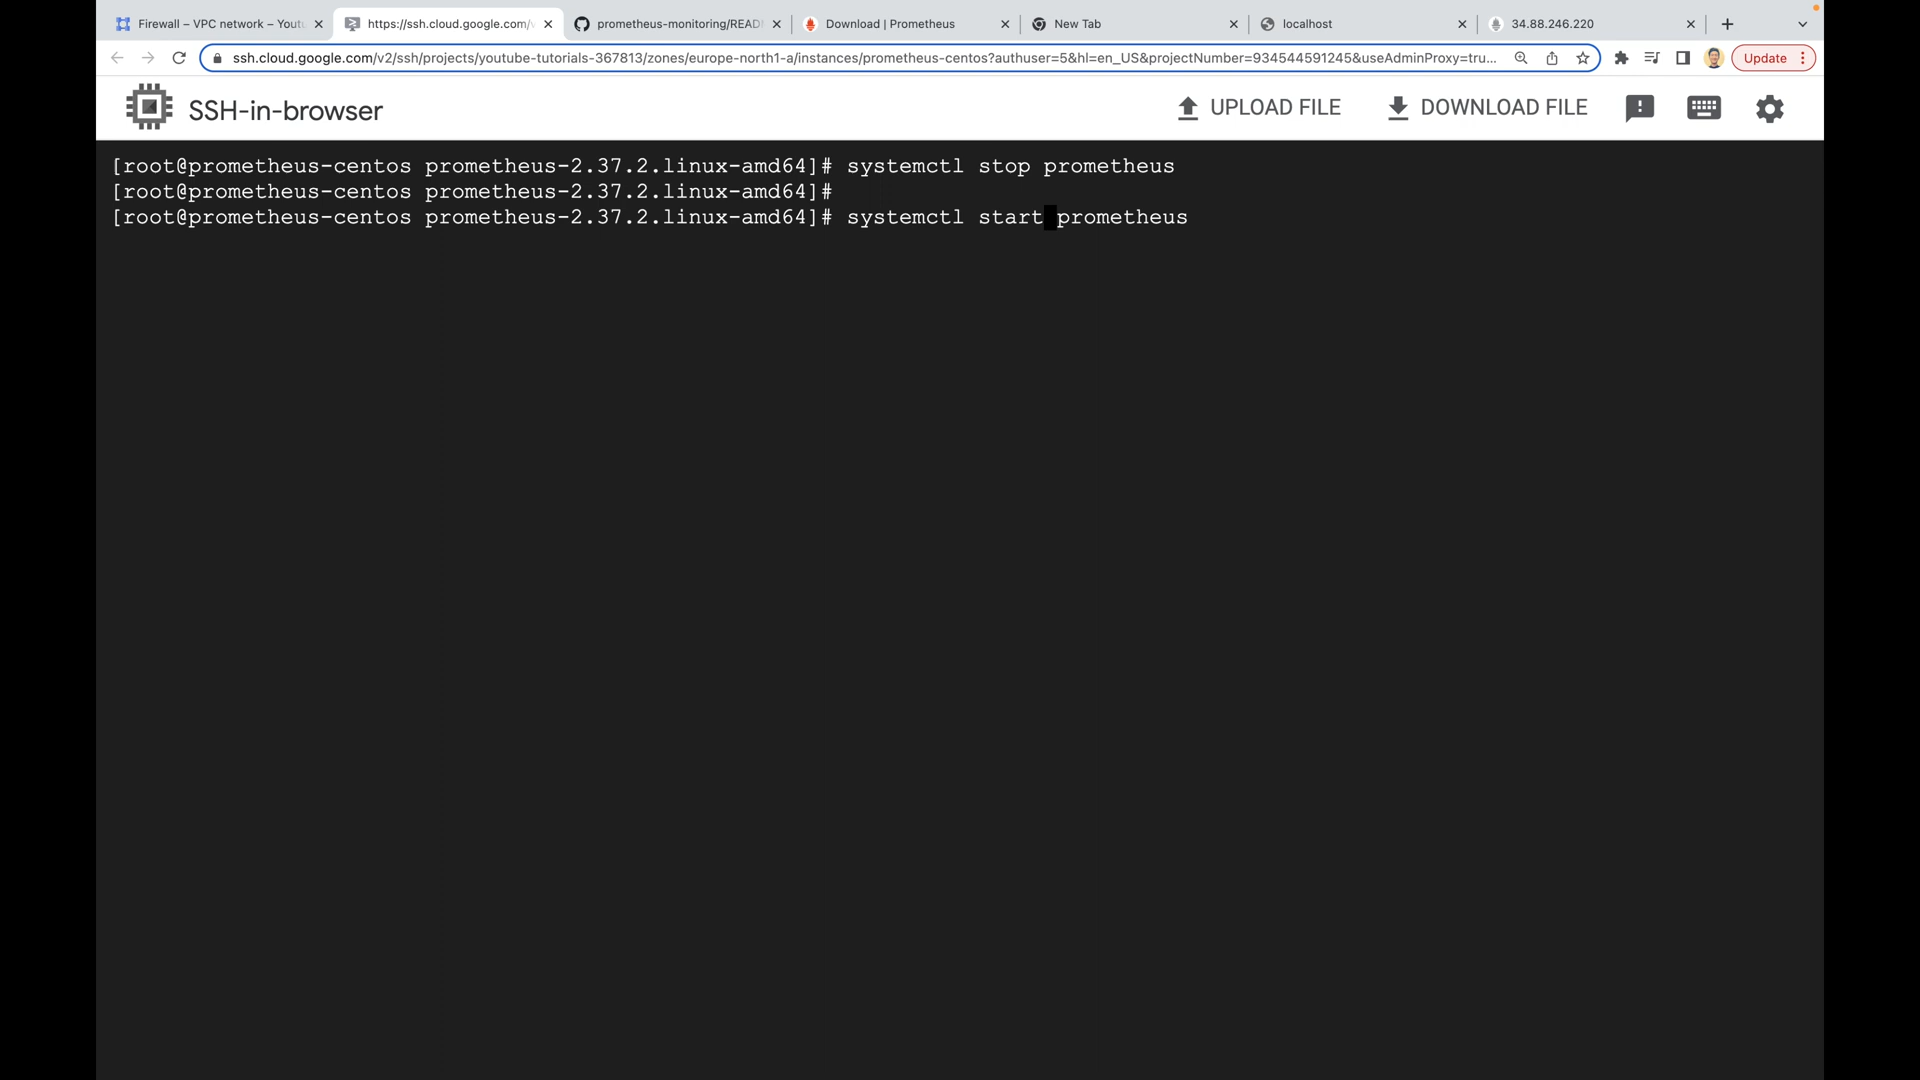 Firewall – VPC network – Yout
https://ssh.cloud.google.com/v
prometheus-monitoring/READ
Download | Prometheus
New Tab
localhost
34.88.246.220
ssh.cloud.google.com/v2/ssh/projects/youtube-tutorials-367813/zones/europe-north1-a/instances/prometheus-centos?authuser=5&hl=en_US&projectNumber=934544591245&useAdminProxy=tru...
Update
SSH-in-browser
UPLOAD FILE
DOWNLOAD FILE
[root@prometheus-centos prometheus-2.37.2.linux-amd64]# systemctl stop prometheus
[root@prometheus-centos prometheus-2.37.2.linux-amd64]#
[root@prometheus-centos prometheus-2.37.2.linux-amd64]# systemctl start prometheus